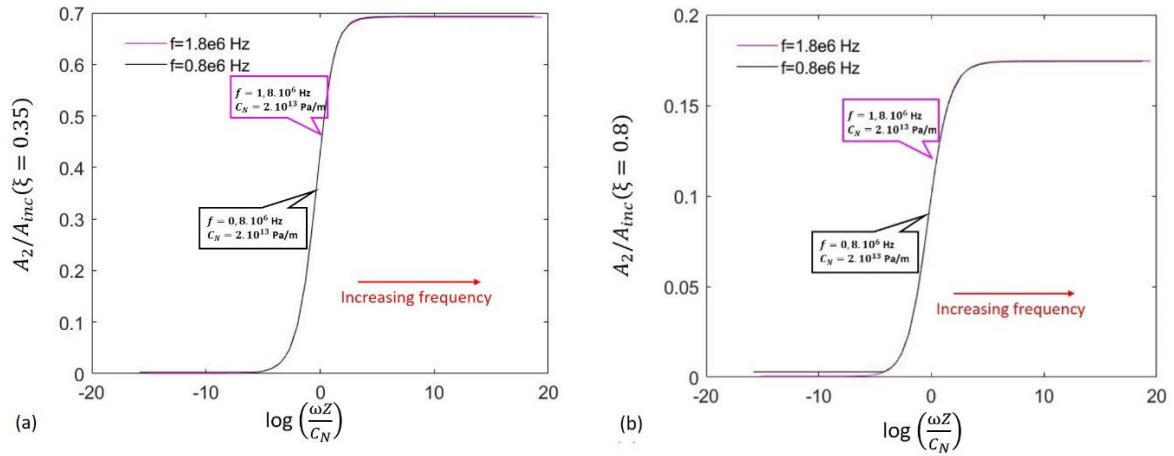 0.7
0.6
0.5
0.4
0.3
0.2
0.1
0
-20
-10
0
10
20
f=1.8e6 Hz
f=0.8e6 Hz
f = 1,8.10⁶ Hz
C_N = 2.10¹³ Pa/m
f = 0,8.10⁶ Hz
C_N = 2.10¹³ Pa/m
Increasing frequency
A₂/A_inc(ξ = 0.35)
log(ωZ/C_N)
(a)
0.2
0.15
0.1
0.05
0
-20
-10
0
10
20
f=1.8e6 Hz
f=0.8e6 Hz
f = 1,8.10⁶ Hz
C_N = 2.10¹³ Pa/m
f = 0,8.10⁶ Hz
C_N = 2.10¹³ Pa/m
Increasing frequency
A₂/A_inc(ξ = 0.8)
log(ωZ/C_N)
(b)